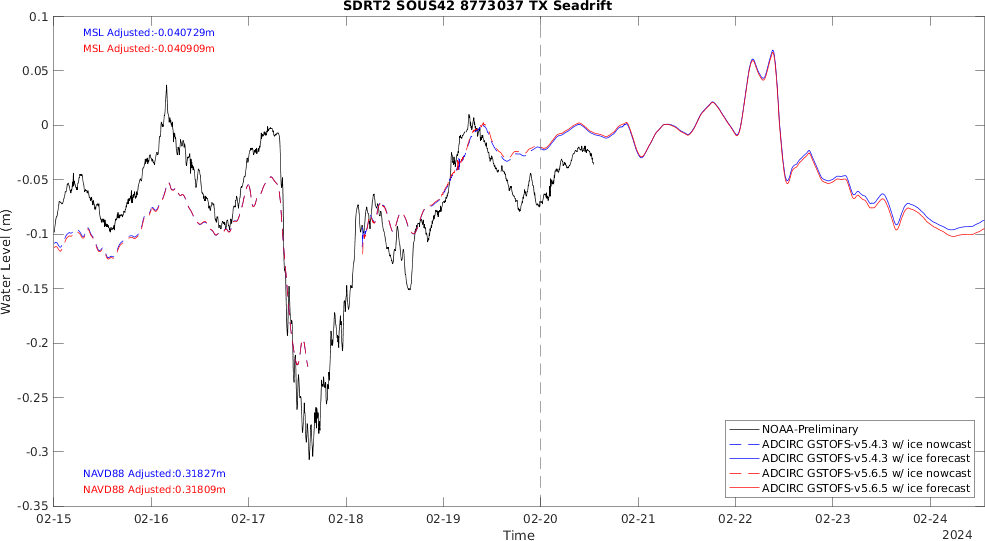 SDRT2 SOUS42 8773037 TX Seadrift
MSL Adjusted:-0.040729m
MSL Adjusted:-0.040909m
0.1
0.05
0
-0.05
-0.1
-0.15
-0.2
-0.25
-0.3
-0.35
Water Level (m)
NAVD88 Adjusted:0.31827m
NAVD88 Adjusted:0.31809m
NOAA-Preliminary
ADCIRC GSTOFS-v5.4.3 w/ ice nowcast
ADCIRC GSTOFS-v5.4.3 w/ ice forecast
ADCIRC GSTOFS-v5.6.5 w/ ice nowcast
ADCIRC GSTOFS-v5.6.5 w/ ice forecast
02-15 02-16 02-17 02-18 02-19 02-20 02-21 02-22 02-23 02-24
Time
2024